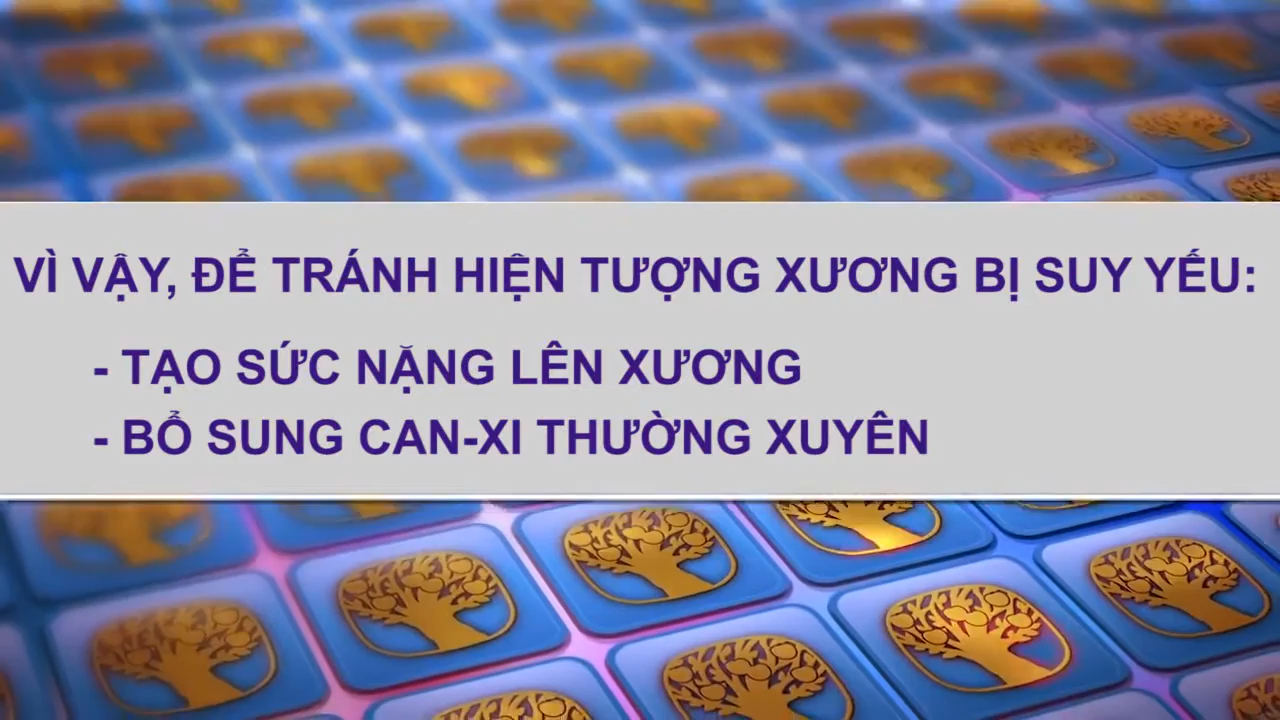 VÌ VẬY, ĐỂ TRÁNH HIỆN TƯỢNG XƯƠNG BỊ SUY YẾU:
- TẠO SỨC NẶNG LÊN XƯƠNG
- BỔ SUNG CAN-XI THƯỜNG XUYÊN